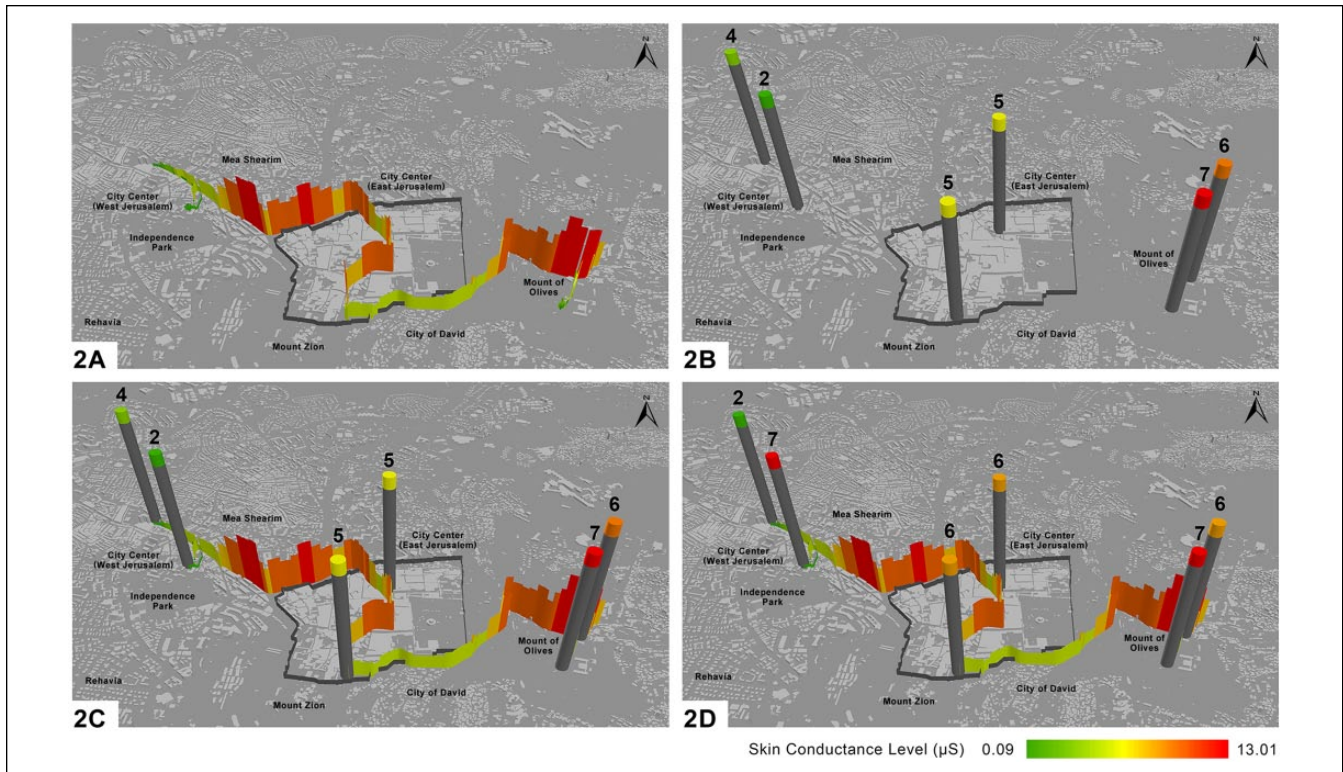 N
Mea Shearim
City Center
(East Jerusalem)
City Center
(West Jerusalem)
Independence
Park
Mount of
Olives
Rehavia
City of David
Mount Zion
2A
N
4
2
5
6
Mea Shearim
City Center
(East Jerusalem)
7
5
City Center
(West Jerusalem)
Independence
Park
Mount of
Olives
Rehavia
City of David
Mount Zion
2B
N
4
2
5
6
Mea Shearim
City Center
(East Jerusalem)
7
5
City Center
(West Jerusalem)
Independence
Park
Mount of
Olives
Rehavia
City of David
Mount Zion
2C
N
2
7
6
6
Mea Shearim
City Center
(East Jerusalem)
7
6
City Center
(West Jerusalem)
Independence
Park
Mount of
Olives
Rehavia
City of David
Mount Zion
2D
Skin Conductance Level (µS) 0.09 13.01